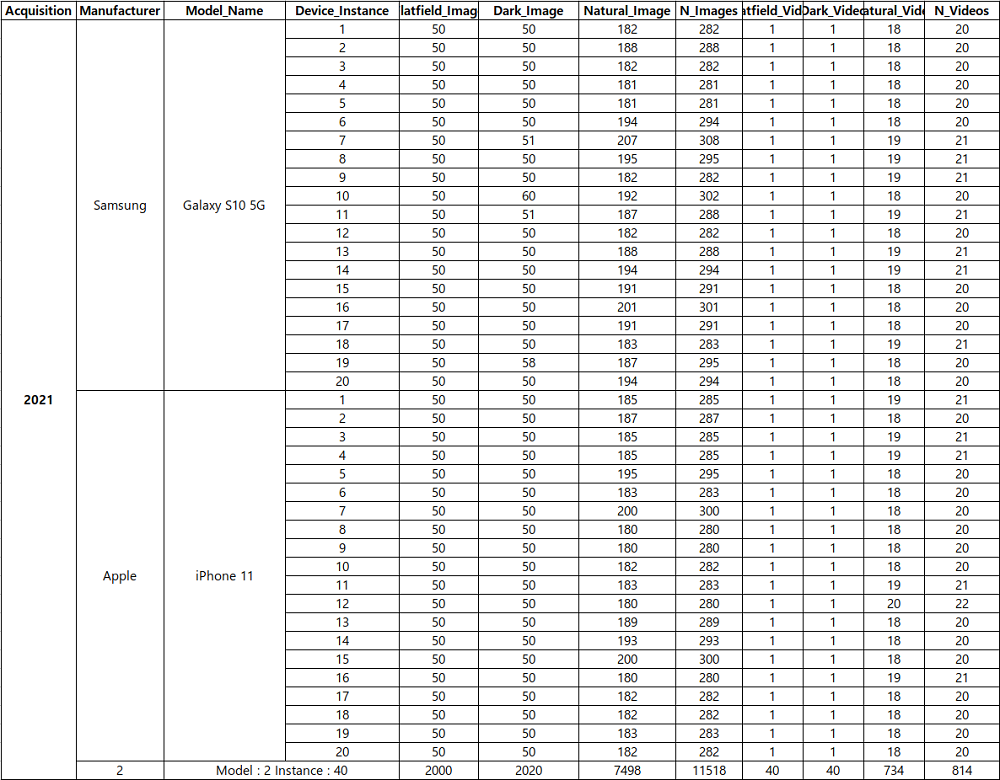 Acquisition Manufacturer Model_Name Device_Instance latfield_Imag Dark_Image Natural_Image N_Images atfield_Vid Dark_Video atural_Vide N_Videos
1 50 50 182 282 1 1 18 20
2 50 50 188 288 1 1 18 20
3 50 50 182 282 1 1 18 20
4 50 50 181 281 1 1 18 20
5 50 50 181 281 1 1 18 20
6 50 50 194 294 1 1 18 20
7 50 51 207 308 1 1 19 21
8 50 50 195 295 1 1 19 21
9 50 50 182 282 1 1 19 21
10 50 60 192 302 1 1 18 20
Samsung Galaxy S10 5G
11 50 51 187 288 1 1 19 21
12 50 50 182 282 1 1 18 20
13 50 50 188 288 1 1 19 21
14 50 50 194 294 1 1 19 21
15 50 50 191 291 1 1 18 20
16 50 50 201 301 1 1 18 20
17 50 50 191 291 1 1 18 20
18 50 50 183 283 1 1 19 21
19 50 58 187 295 1 1 18 20
20 50 50 194 294 1 1 18 20
2021
1 50 50 185 285 1 1 19 21
2 50 50 187 287 1 1 18 20
3 50 50 185 285 1 1 19 21
4 50 50 185 285 1 1 19 21
5 50 50 195 295 1 1 18 20
6 50 50 183 283 1 1 18 20
7 50 50 200 300 1 1 18 20
8 50 50 180 280 1 1 18 20
9 50 50 180 280 1 1 18 20
10 50 50 182 282 1 1 18 20
Apple iPhone 11
11 50 50 183 283 1 1 19 21
12 50 50 180 280 1 1 20 22
13 50 50 189 289 1 1 18 20
14 50 50 193 293 1 1 18 20
15 50 50 200 300 1 1 18 20
16 50 50 180 280 1 1 19 21
17 50 50 182 282 1 1 18 20
18 50 50 182 282 1 1 18 20
19 50 50 183 283 1 1 18 20
20 50 50 182 282 1 1 18 20
2 Model : 2 Instance : 40 2000 2020 7498 11518 40 40 734 814